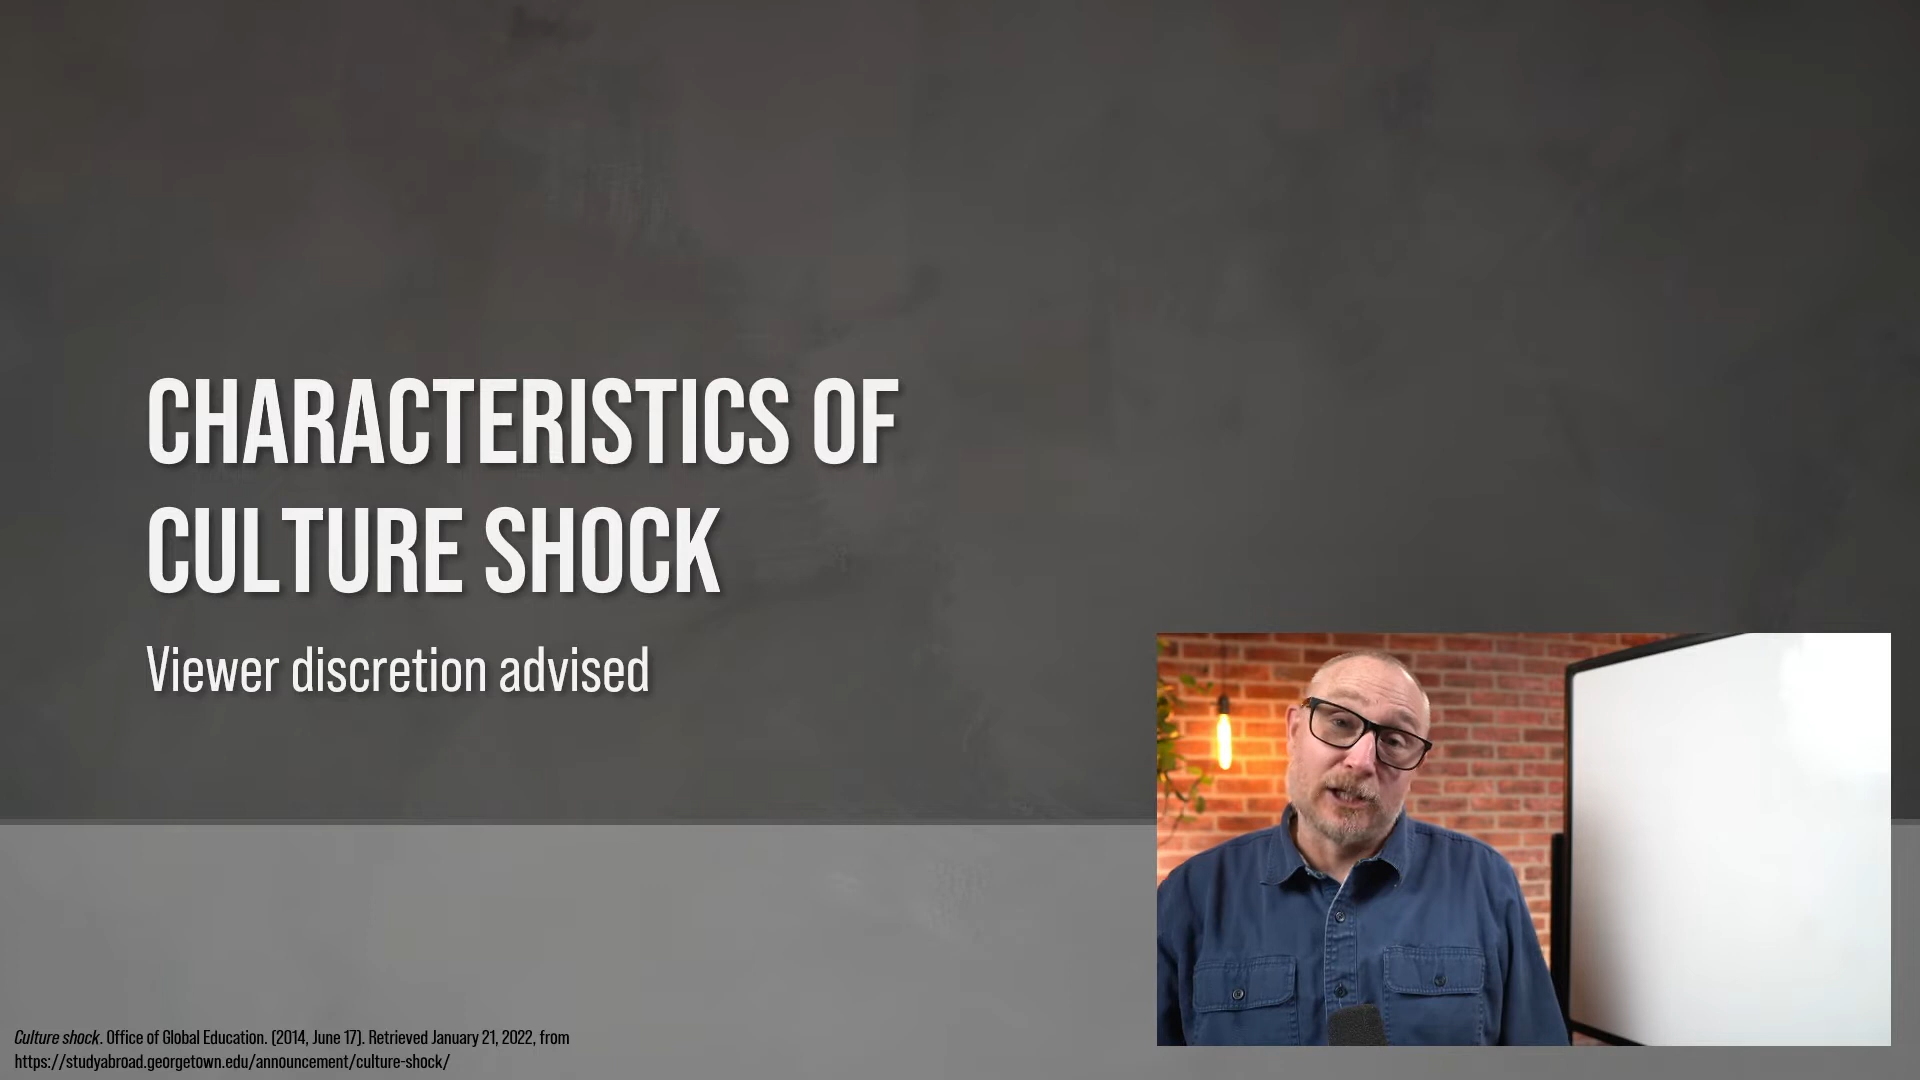 CHARACTERISTICS OF
CULTURE SHOCK
Viewer discretion advised
Culture shock. Office of Global Education. (2014, June 17). Retrieved January 21, 2022, from
https://studyabroad.georgetown.edu/announcement/culture-shock/